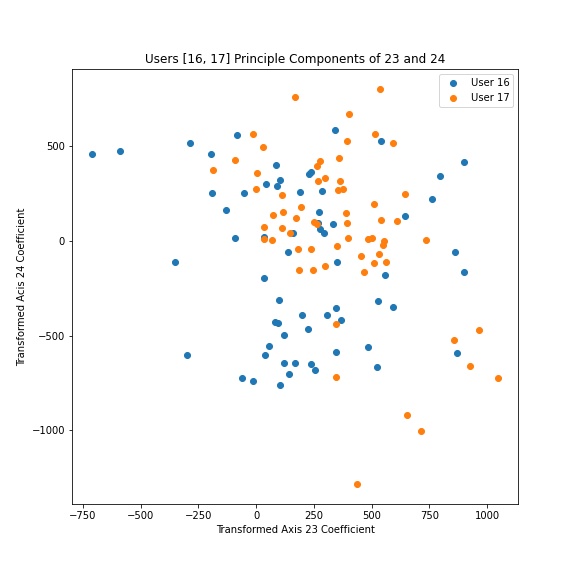 Users [16, 17] Principle Components of 23 and 24
User 16
User 17
Transformed Acis 24 Coefficient
500
0
−500
−1000
−750 −500 −250 0 250 500 750 1000
Transformed Axis 23 Coefficient